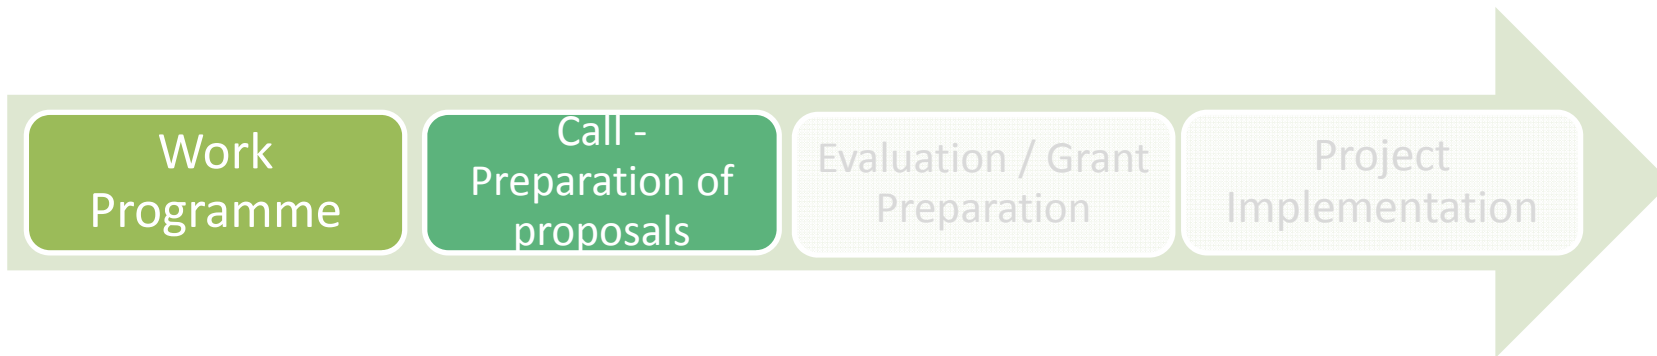 Work
Programme
Call -
Preparation of
proposals
Evaluation / Grant
Preparation
Project
Implementation